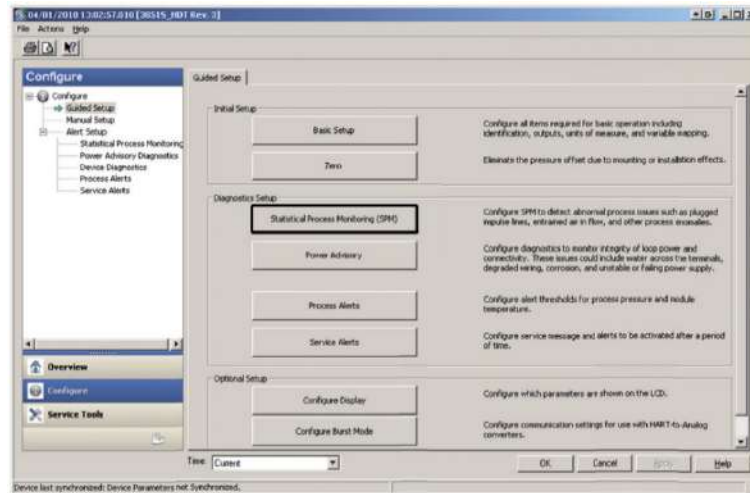 04/01/2010 13:02:57.010 [3051S_HDT Rev. 3]
File Actions Help
Configure
Configure
Guided Setup
Manual Setup
Alert Setup
Statistical Process Monitoring
Power Advisory Diagnostics
Device Diagnostics
Process Alerts
Service Alerts
Overview
Configure
Service Tools
Guided Setup
Initial Setup
Basic Setup
Configure all items required for basic operation including
identification, outputs, units of measure, and variable mapping.
Zero
Eliminate the pressure offset due to mounting or installation effects.
Diagnostics Setup
Statistical Process Monitoring (SPM)
Configure SPM to detect abnormal process issues such as plugged
impulse lines, entrained air in flow, and other process anomalies.
Power Advisory
Configure diagnostics to monitor integrity of loop power and
connectivity. These issues could include water across the terminals,
degraded wiring, corrosion, and unstable or failing power supply.
Process Alerts
Configure alert thresholds for process pressure and module
temperature.
Service Alerts
Configure service message and alerts to be activated after a period
of time.
Optional Setup
Configure Display
Configure which parameters are shown on the LCD.
Configure Burst Mode
Configure communication settings for use with HART-to-Analog
converters.
Time: Current
OK Cancel Apply Help
Device last synchronized: Device Parameters not Synchronized.